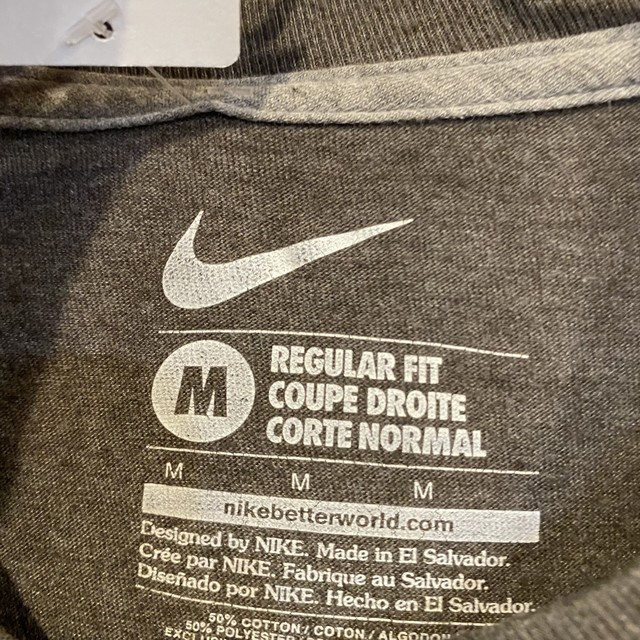 M
REGULAR FIT
COUPE DROITE
CORTE NORMAL
M M M
nikebetterworld.com
Designed by NIKE. Made in El Salvador.
Crée par NIKE. Fabrique au Salvador.
Diseñado por NIKE. Hecho en El Salvador.
50% COTTON / COTON / ALGODON
50% POLYESTER